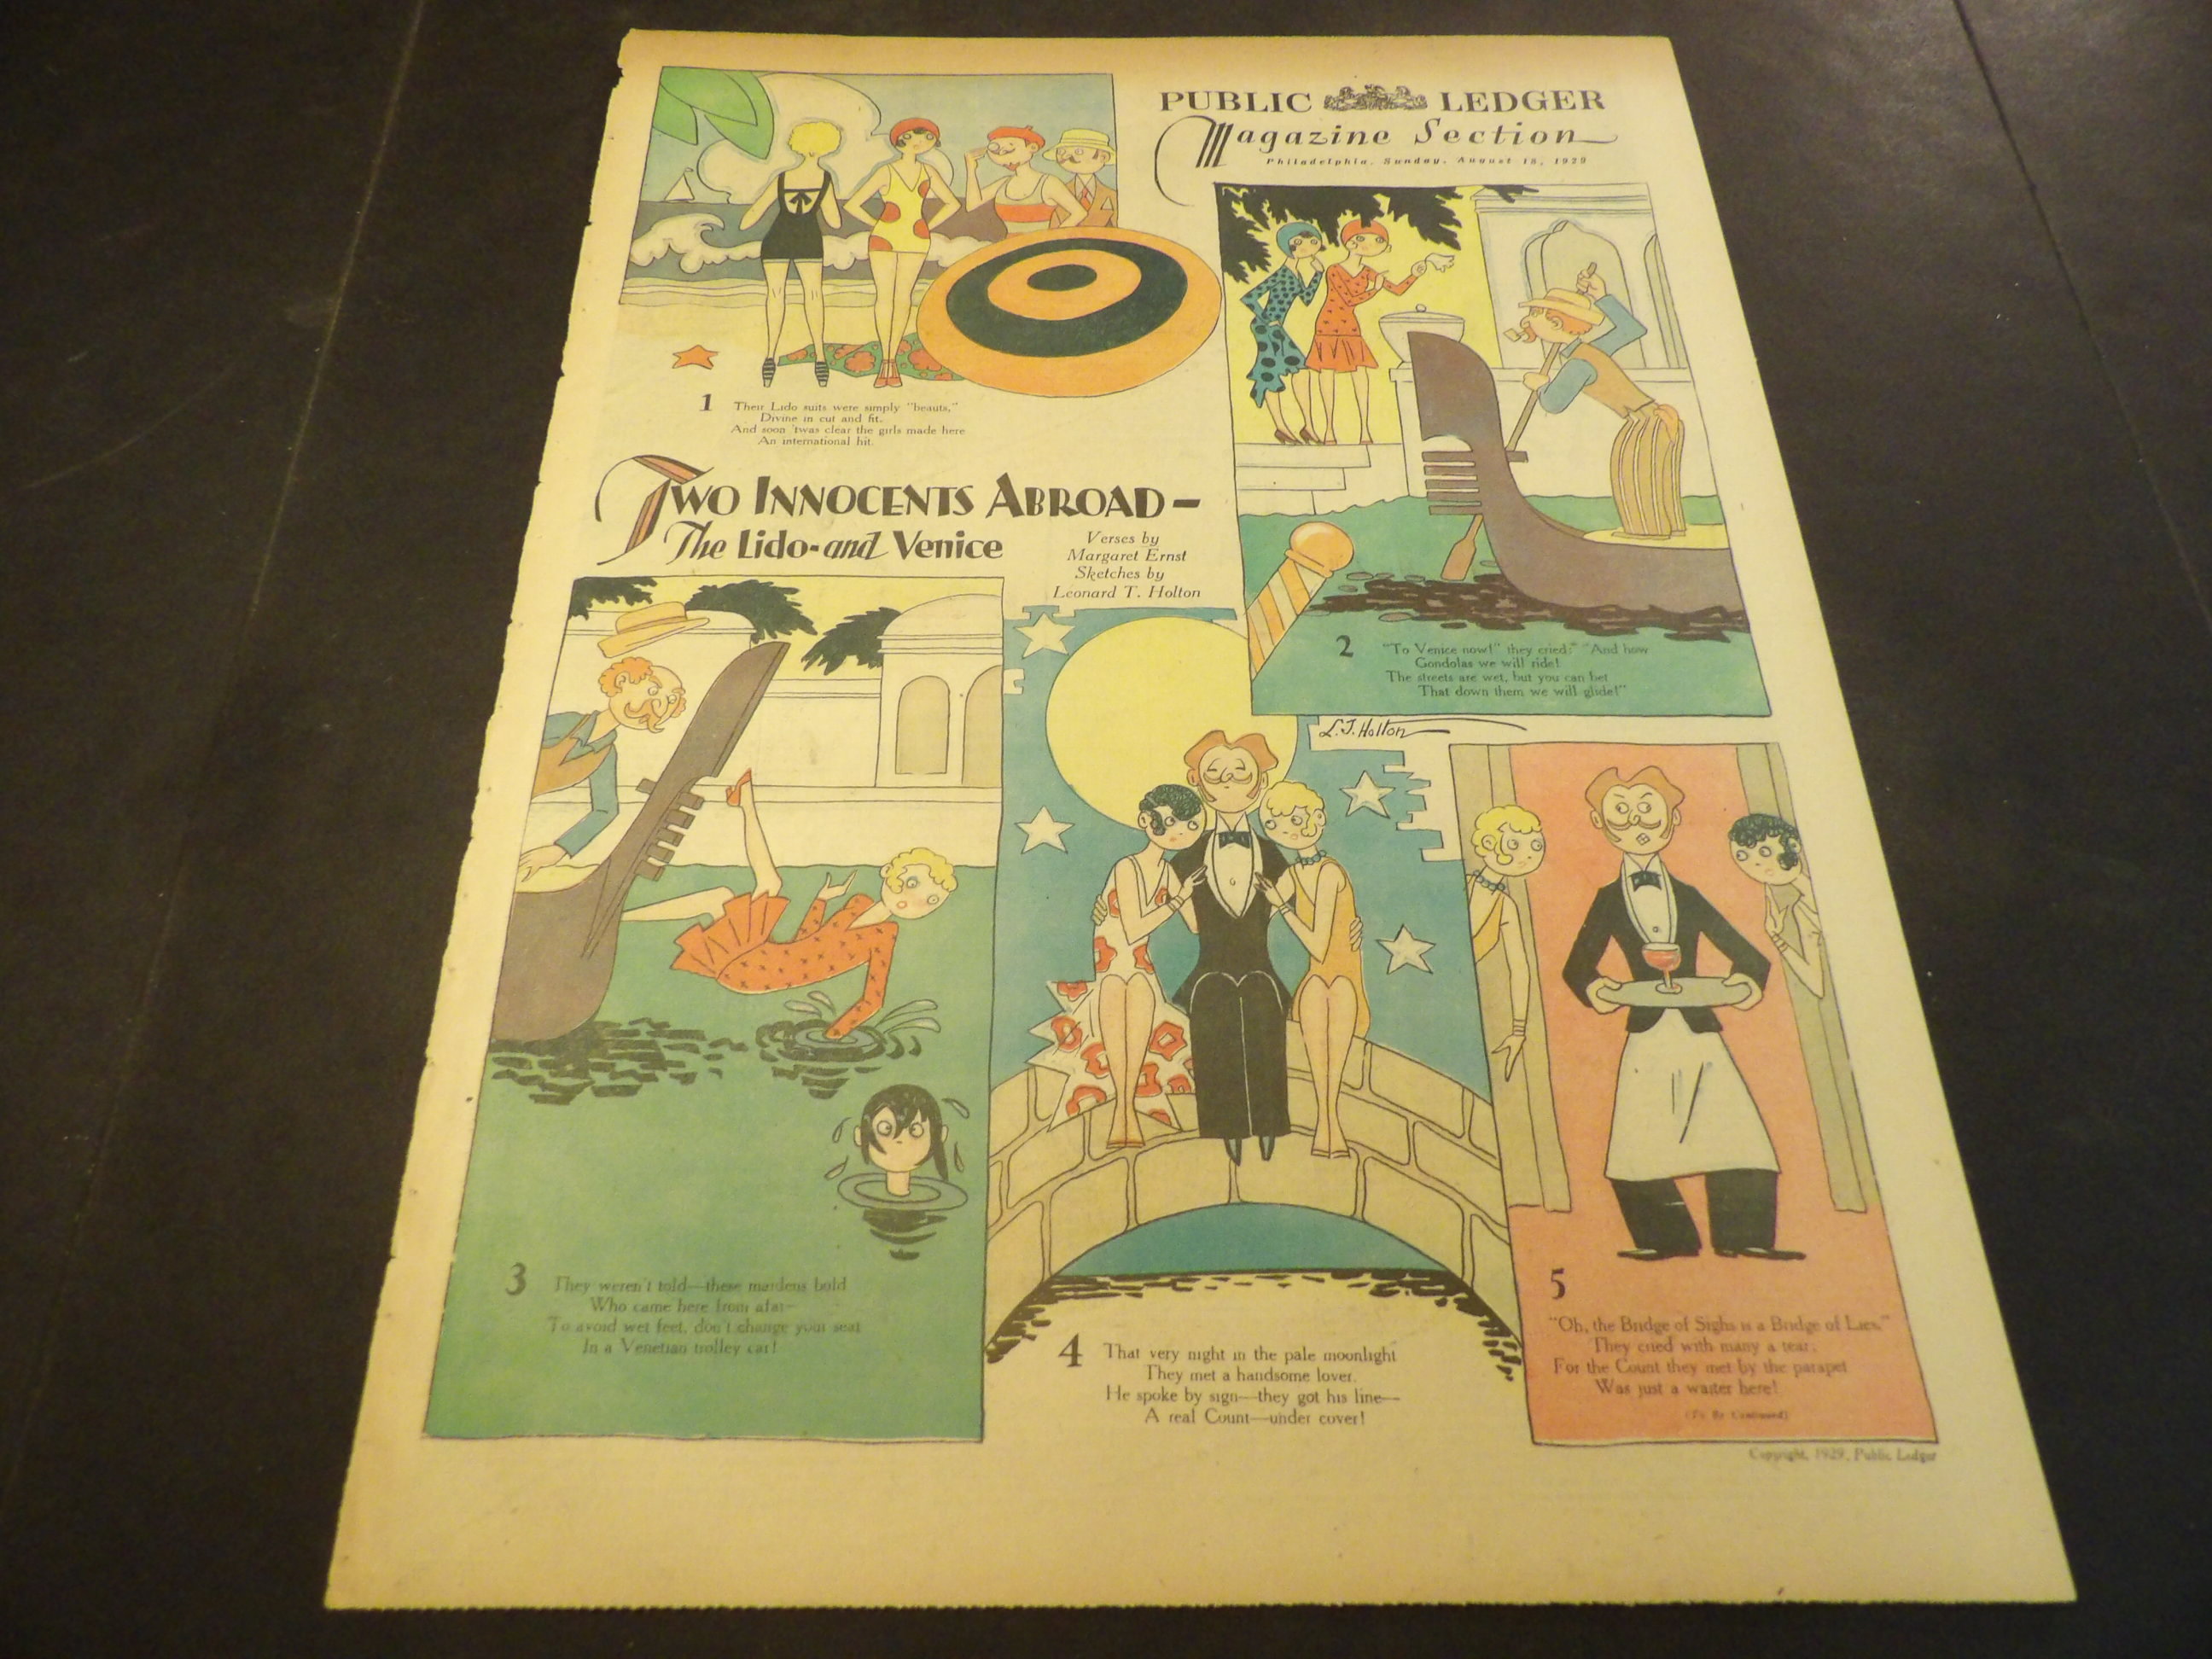 PUBLIC LEDGER
Magazine Section
Philadelphia, Sunday, August 18, 1929
1
Their Lido suits were simply "beauts,"
Divine in cut and fit.
And soon 'twas clear the girls made here
An international hit.
TWO INNOCENTS ABROAD—
The Lido-and Venice
Verses by
Margaret Ernst
Sketches by
Leonard T. Holton
2
"To Venice now!" they cried: "And how
Gondolas we will ride!
The streets are wet, but you can bet
That down them we will glide!"
L.T. Holton
3
They weren't told—these maidens bold
Who came here from afar—
To avoid wet feet, don't change your seat
In a Venetian trolley car!
4
That very night in the pale moonlight
They met a handsome lover.
He spoke by sign—they got his line—
A real Count—under cover!
5
"Oh, the Bridge of Sighs is a Bridge of Lies,"
They cried with many a tear;
For the Count they met by the parapet
Was just a waiter here!
(To Be Continued)
Copyright, 1929, Public Ledger